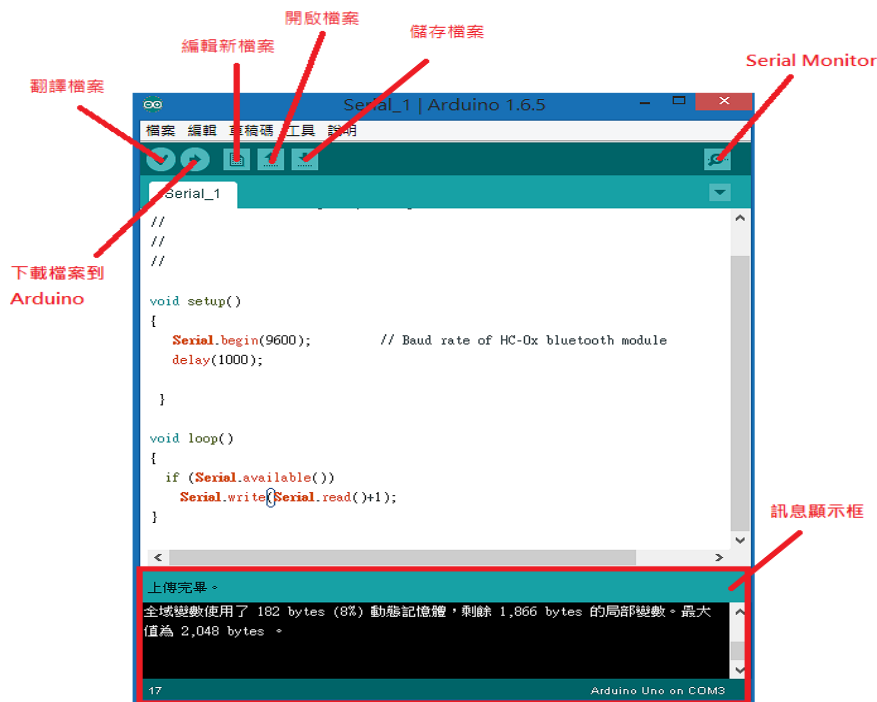 開啟檔案
編輯新檔案
儲存檔案
Serial Monitor
翻譯檔案
Serial_1 | Arduino 1.6.5
檔案 編輯 草稿碼 工具 說明
Serial_1
//
//
//
下載檔案到
Arduino
void setup()
{
Serial.begin(9600); // Baud rate of HC-0x bluetooth module
delay(1000);
}
void loop()
{
if (Serial.available())
Serial.write(Serial.read()+1);
}
訊息顯示框
上傳完畢。
全域變數使用了 182 bytes (8%) 動態記憶體，剩餘 1,866 bytes 的局部變數。最大
值為 2,048 bytes 。
17
Arduino Uno on COM3